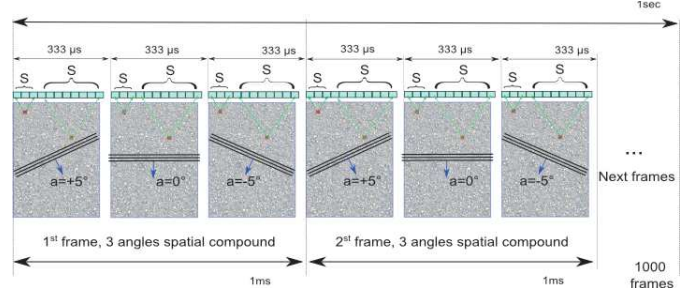 1sec
333 µs 333 µs 333 µs 333 µs 333 µs 333 µs
S S S S S S S S S S S S
a=+5° a=0° a=-5° a=+5° a=0° a=-5°
...
Next frames
1st frame, 3 angles spatial compound 2st frame, 3 angles spatial compound
1ms 1ms
1000
frames